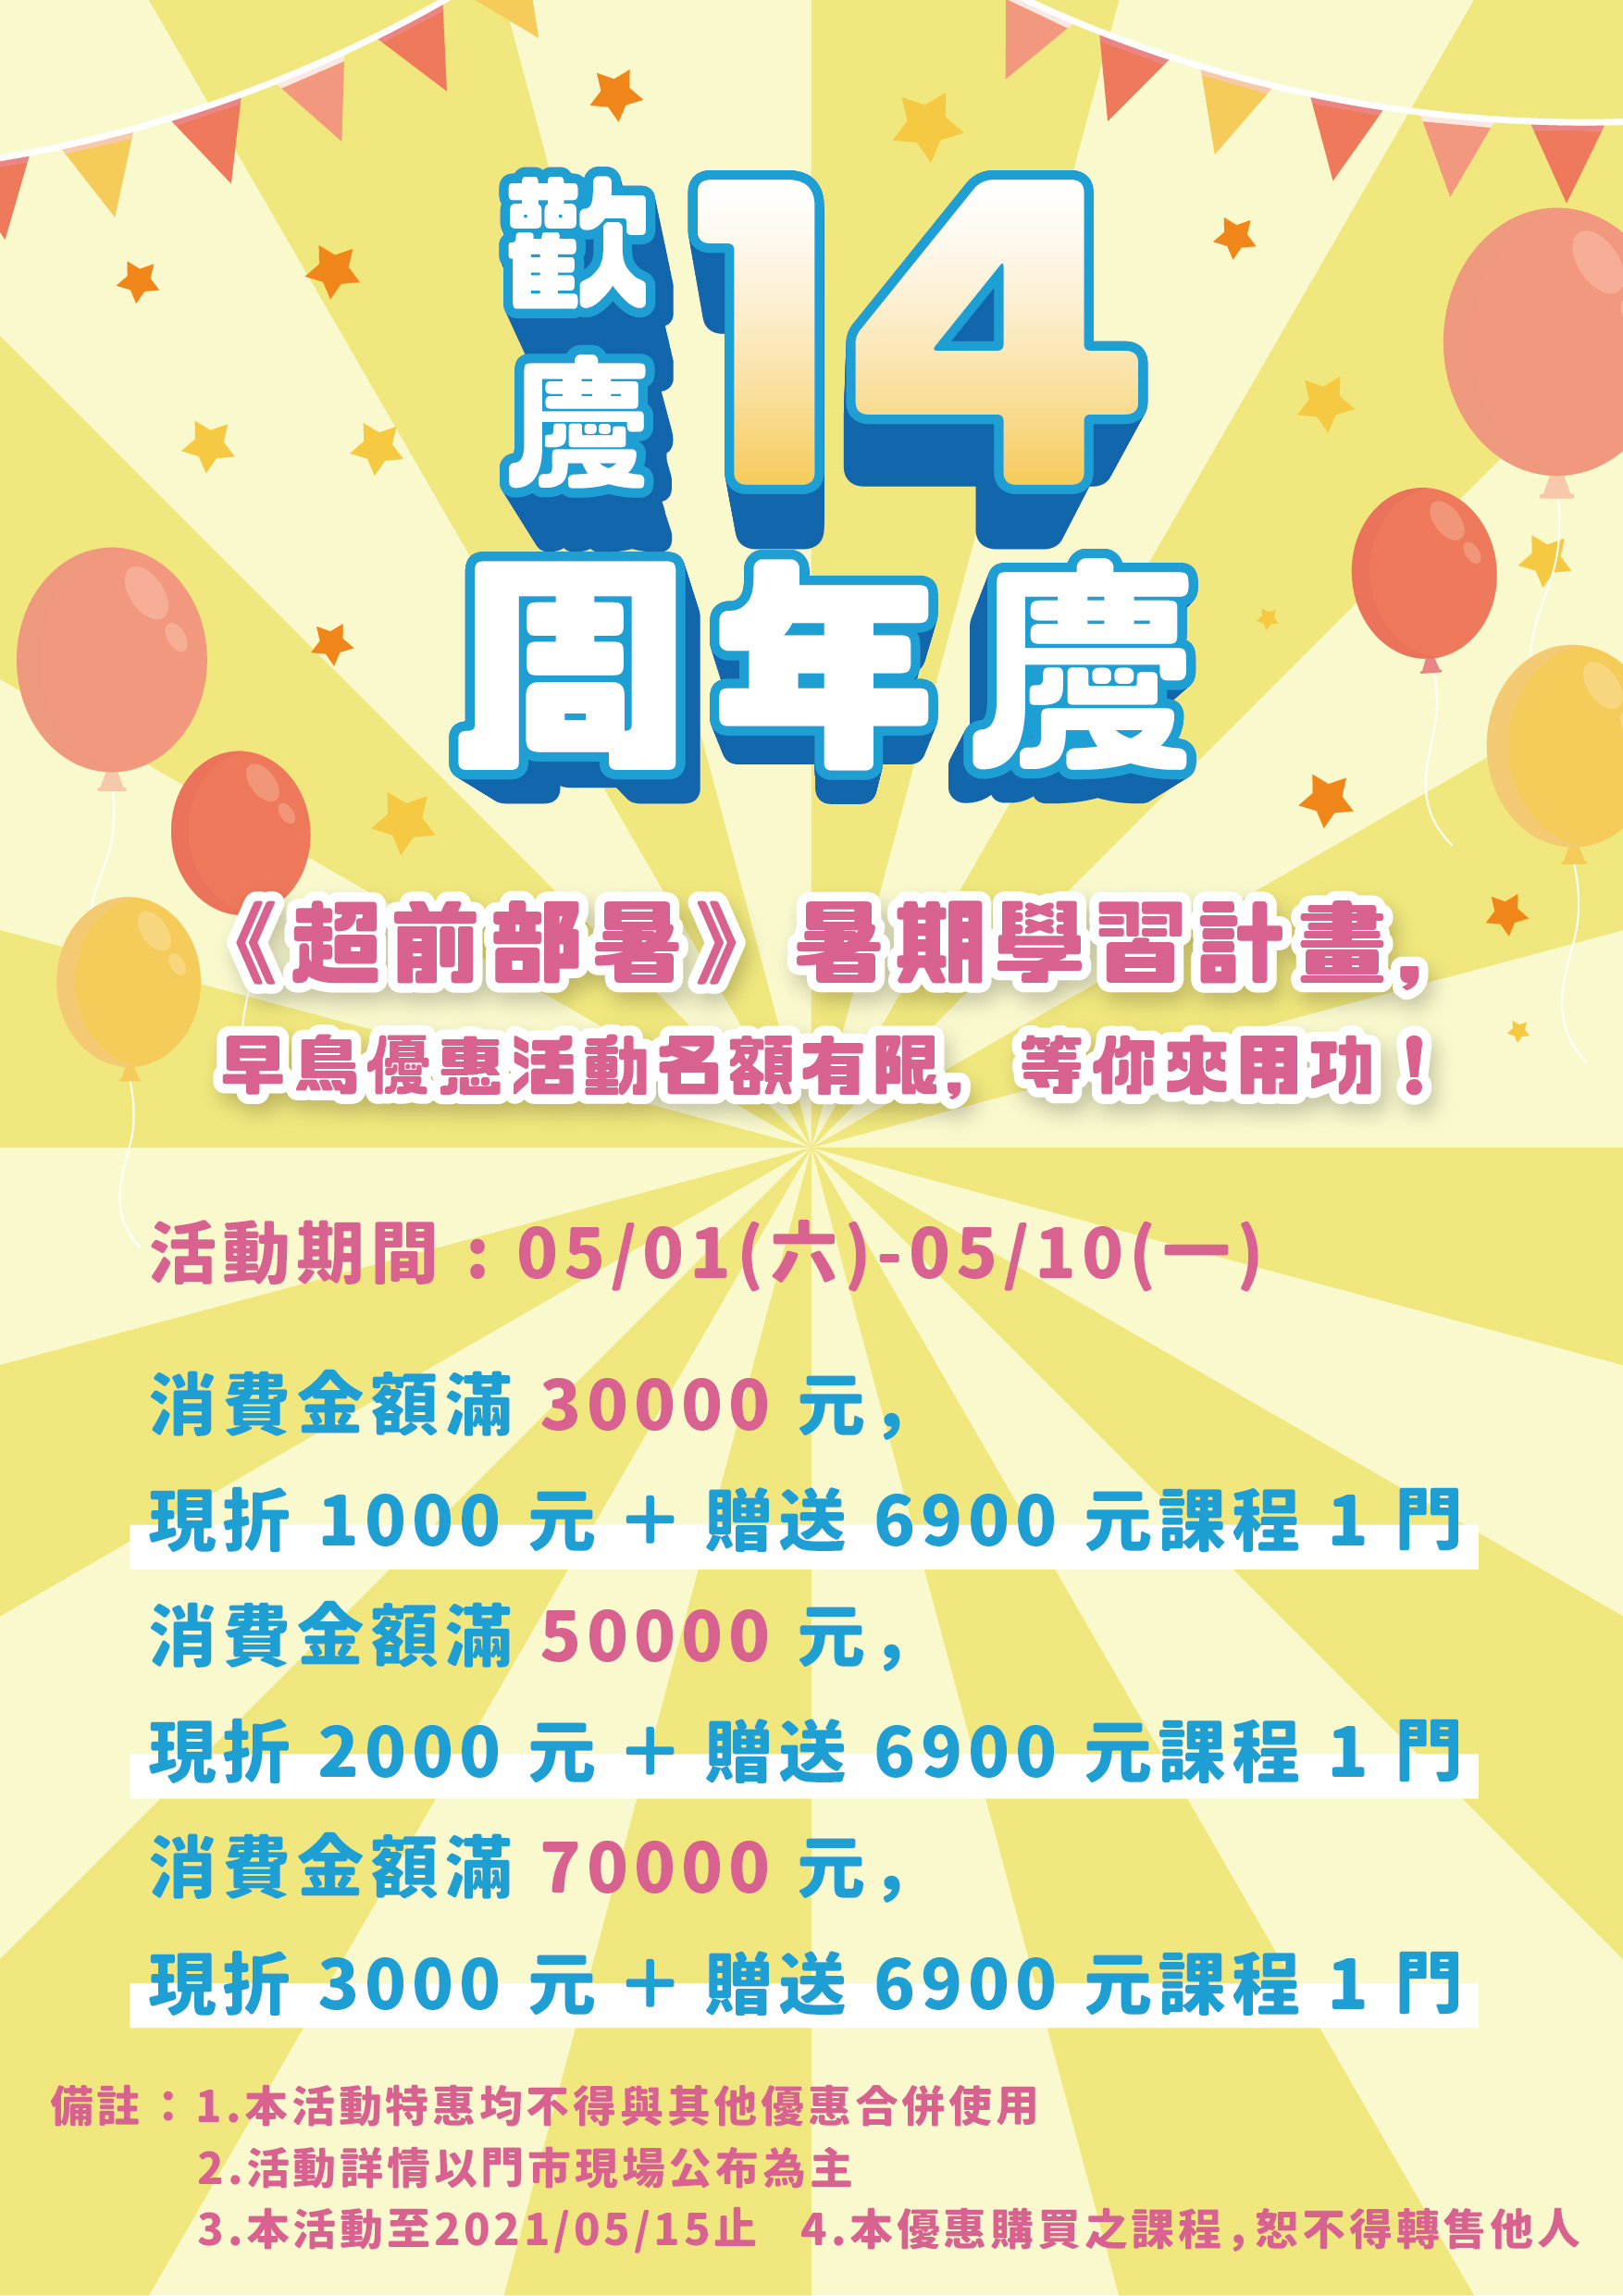 歡慶14
周年慶
《超前部署》暑期學習計畫,
早鳥優惠活動名額有限, 等你來用功!
活動期間:05/01(六)-05/10(一)
消費金額滿 30000 元,
現折 1000 元 + 贈送 6900 元課程 1 門
消費金額滿 50000 元,
現折 2000 元 + 贈送 6900 元課程 1 門
消費金額滿 70000 元,
現折 3000 元 + 贈送 6900 元課程 1 門
備註:1.本活動特惠均不得與其他優惠合併使用
2.活動詳情以門市現場公布為主
3.本活動至2021/05/15止 4.本優惠購買之課程,恕不得轉售他人